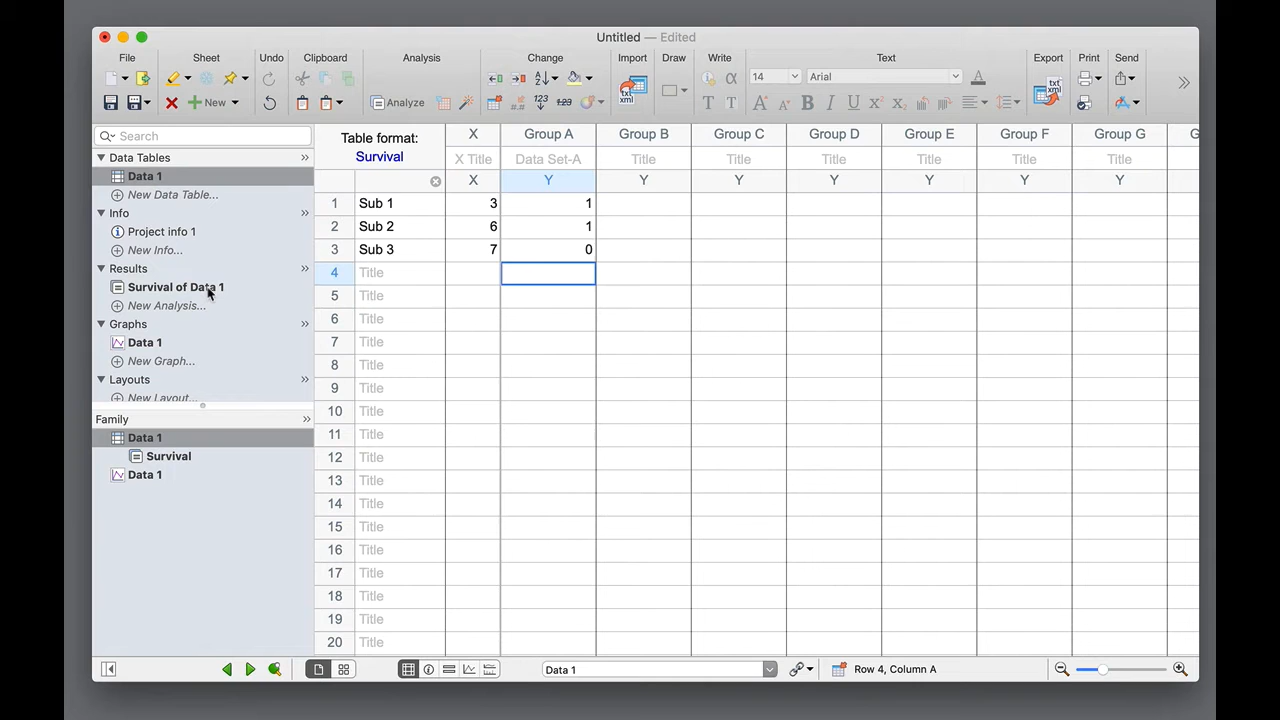 Untitled — Edited
File Sheet Undo Clipboard Analysis Change Import Draw Write Text Export Print Send
14 Arial
New Analyze
Search
Data Tables
Data 1
New Data Table...
Info
Project info 1
New Info...
Results
Survival of Data 1
New Analysis...
Graphs
Data 1
New Graph...
Layouts
New Layout...
Family
Data 1
Survival
Data 1
Table format:
Survival
X Group A Group B Group C Group D Group E Group F Group G G
X Title Data Set-A Title Title Title Title Title Title
X Y Y Y Y Y Y Y
1 Sub 1 3 1
2 Sub 2 6 1
3 Sub 3 7 0
4 Title
5 Title
6 Title
7 Title
8 Title
9 Title
10 Title
11 Title
12 Title
13 Title
14 Title
15 Title
16 Title
17 Title
18 Title
19 Title
20 Title
Data 1 Row 4, Column A